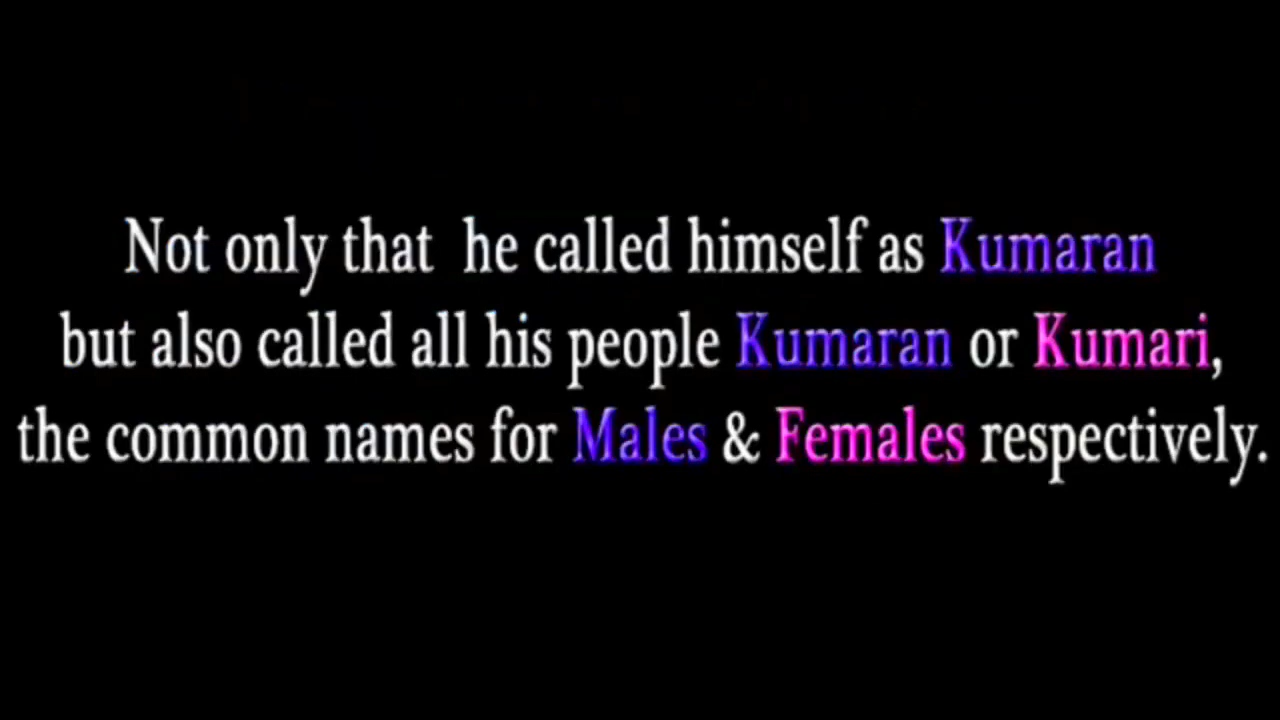 Not only that he called himself as Kumaran
but also called all his people Kumaran or Kumari,
the common names for Males & Females respectively.